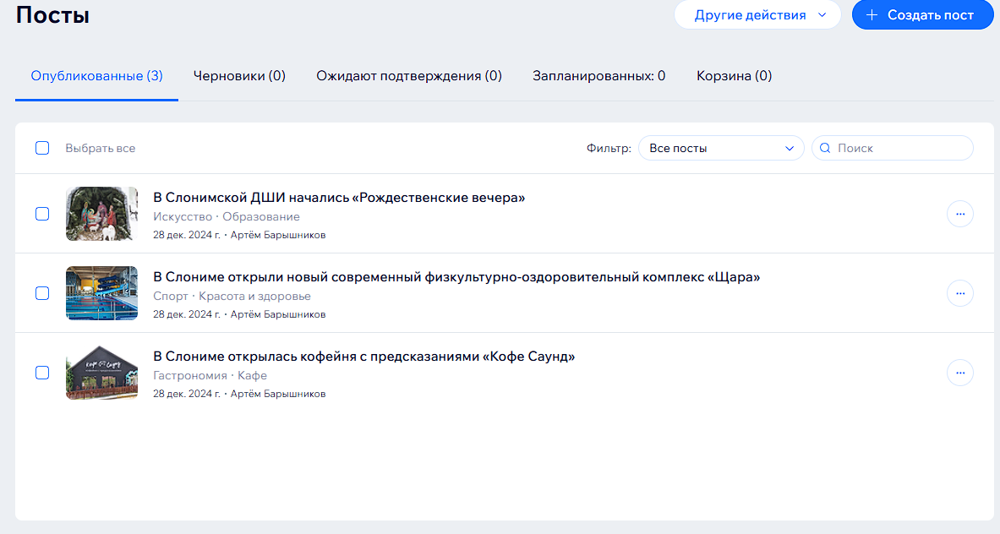 Посты
Другие действия
Создать пост
Опубликованные (3)
Черновики (0)
Ожидают подтверждения (0)
Запланированных: 0
Корзина (0)
Выбрать все
Фильтр:
Все посты
Поиск
В Слонимской ДШИ начались «Рождественские вечера»
Искусство · Образование
28 дек. 2024 г. · Артём Барышников
В Слониме открыли новый современный физкультурно-оздоровительный комплекс «Щара»
Спорт · Красота и здоровье
28 дек. 2024 г. · Артём Барышников
В Слониме открылась кофейня с предсказаниями «Кофе Саунд»
Гастрономия · Кафе
28 дек. 2024 г. · Артём Барышников
Кофе Саунд